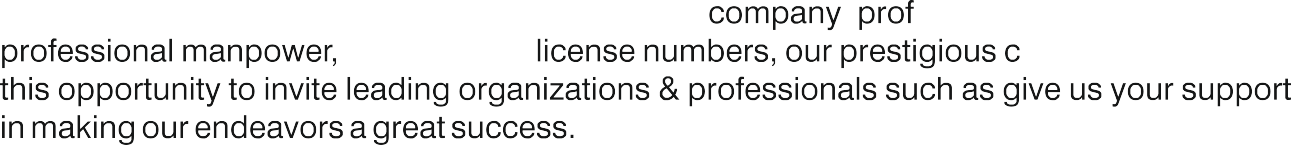 company prof
professional manpower, license numbers, our prestigious c
this opportunity to invite leading organizations & professionals such as give us your support
in making our endeavors a great success.